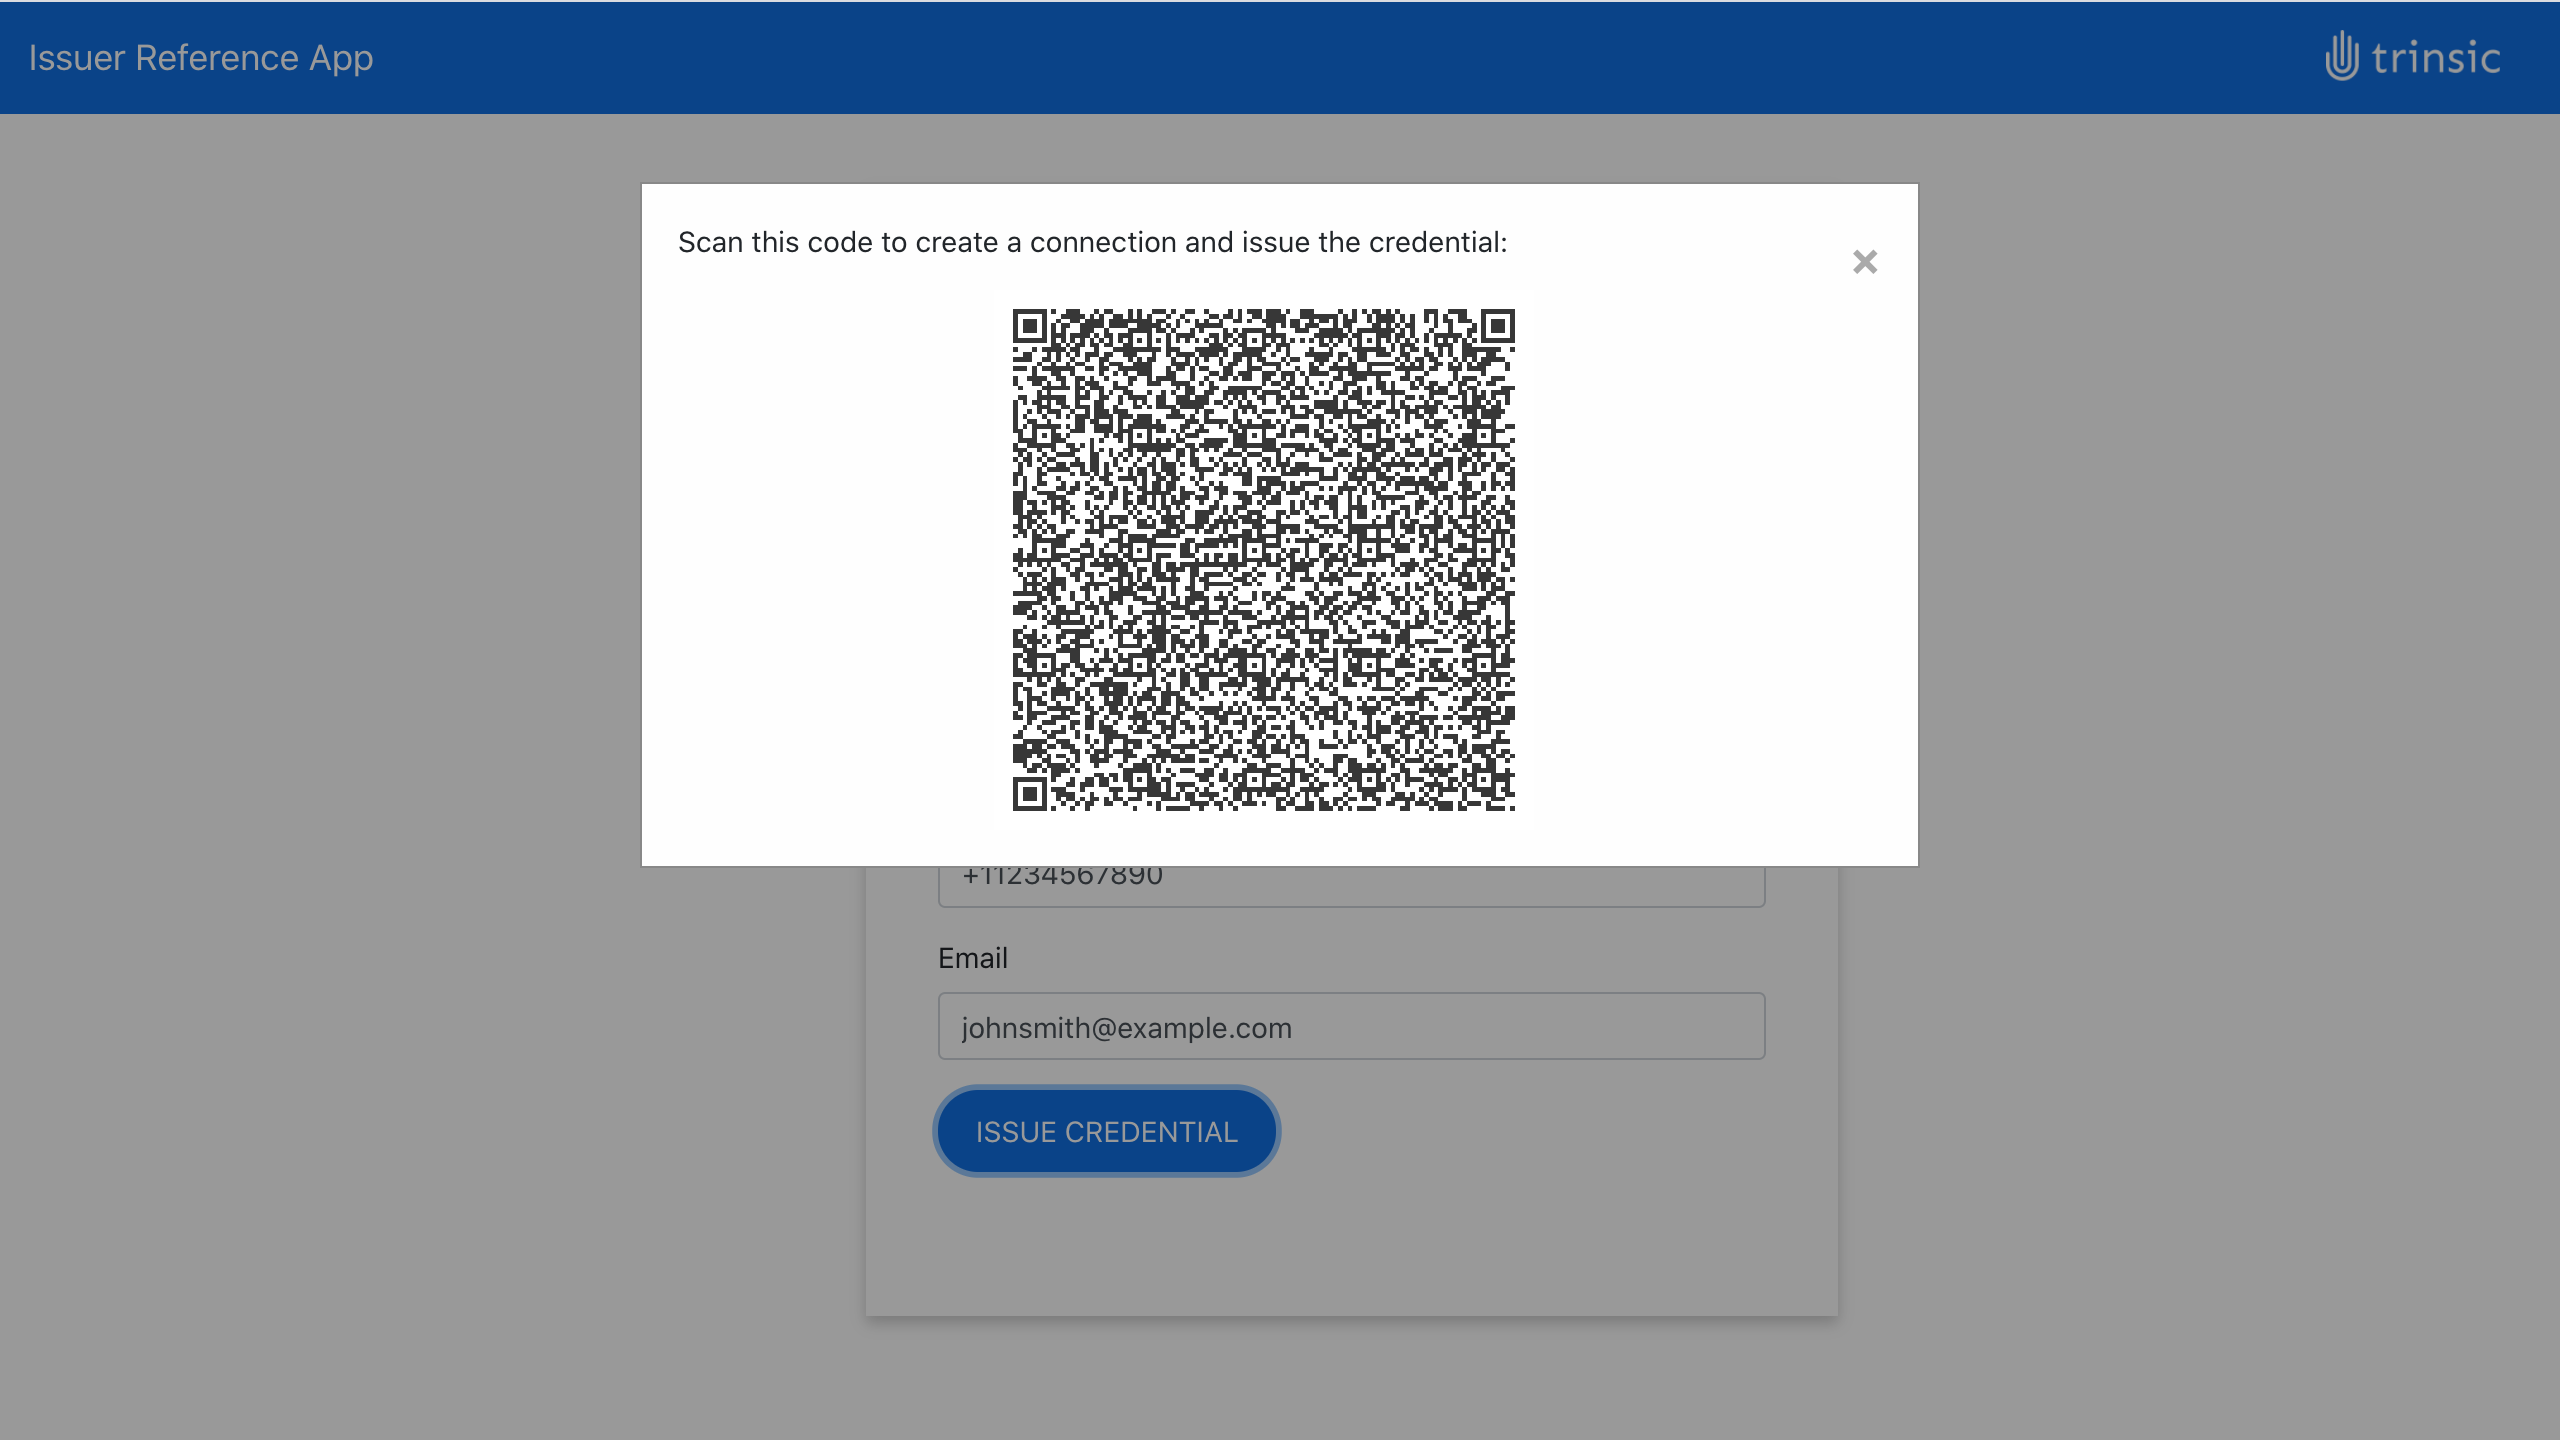 Issuer Reference App
trinsic
Scan this code to create a connection and issue the credential:
×
+11234567890
Email
johnsmith@example.com
ISSUE CREDENTIAL